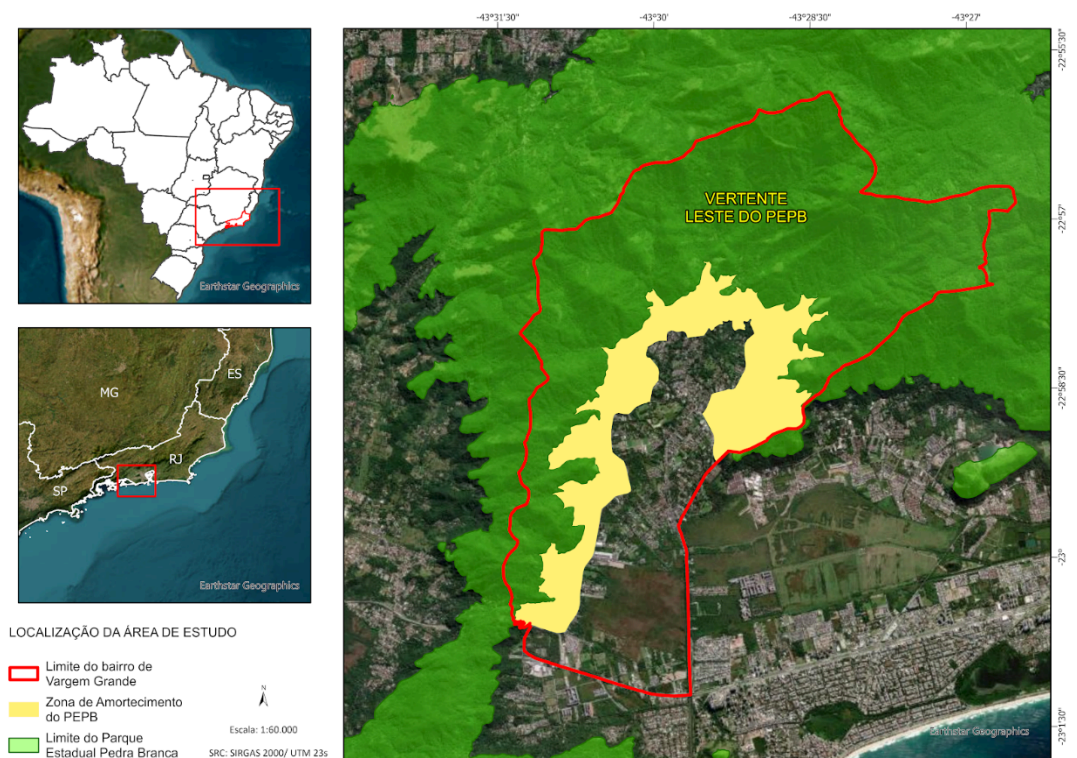 Earthstar Geographics
MG
ES
RJ
SP
Earthstar Geographics
LOCALIZAÇÃO DA ÁREA DE ESTUDO
Limite do bairro de
Vargem Grande
Zona de Amortecimento
do PEPB
Limite do Parque
Estadual Pedra Branca
N
Escala: 1:60.000
SRC: SIRGAS 2000/ UTM 23s
-43°31'30
-43°30
-43°28'30
-43°27
VERTENTE
LESTE DO PEPB
-22°55'30
-22°57
-22°58'30
-23°
-23°1'30
Earthstar Geographics